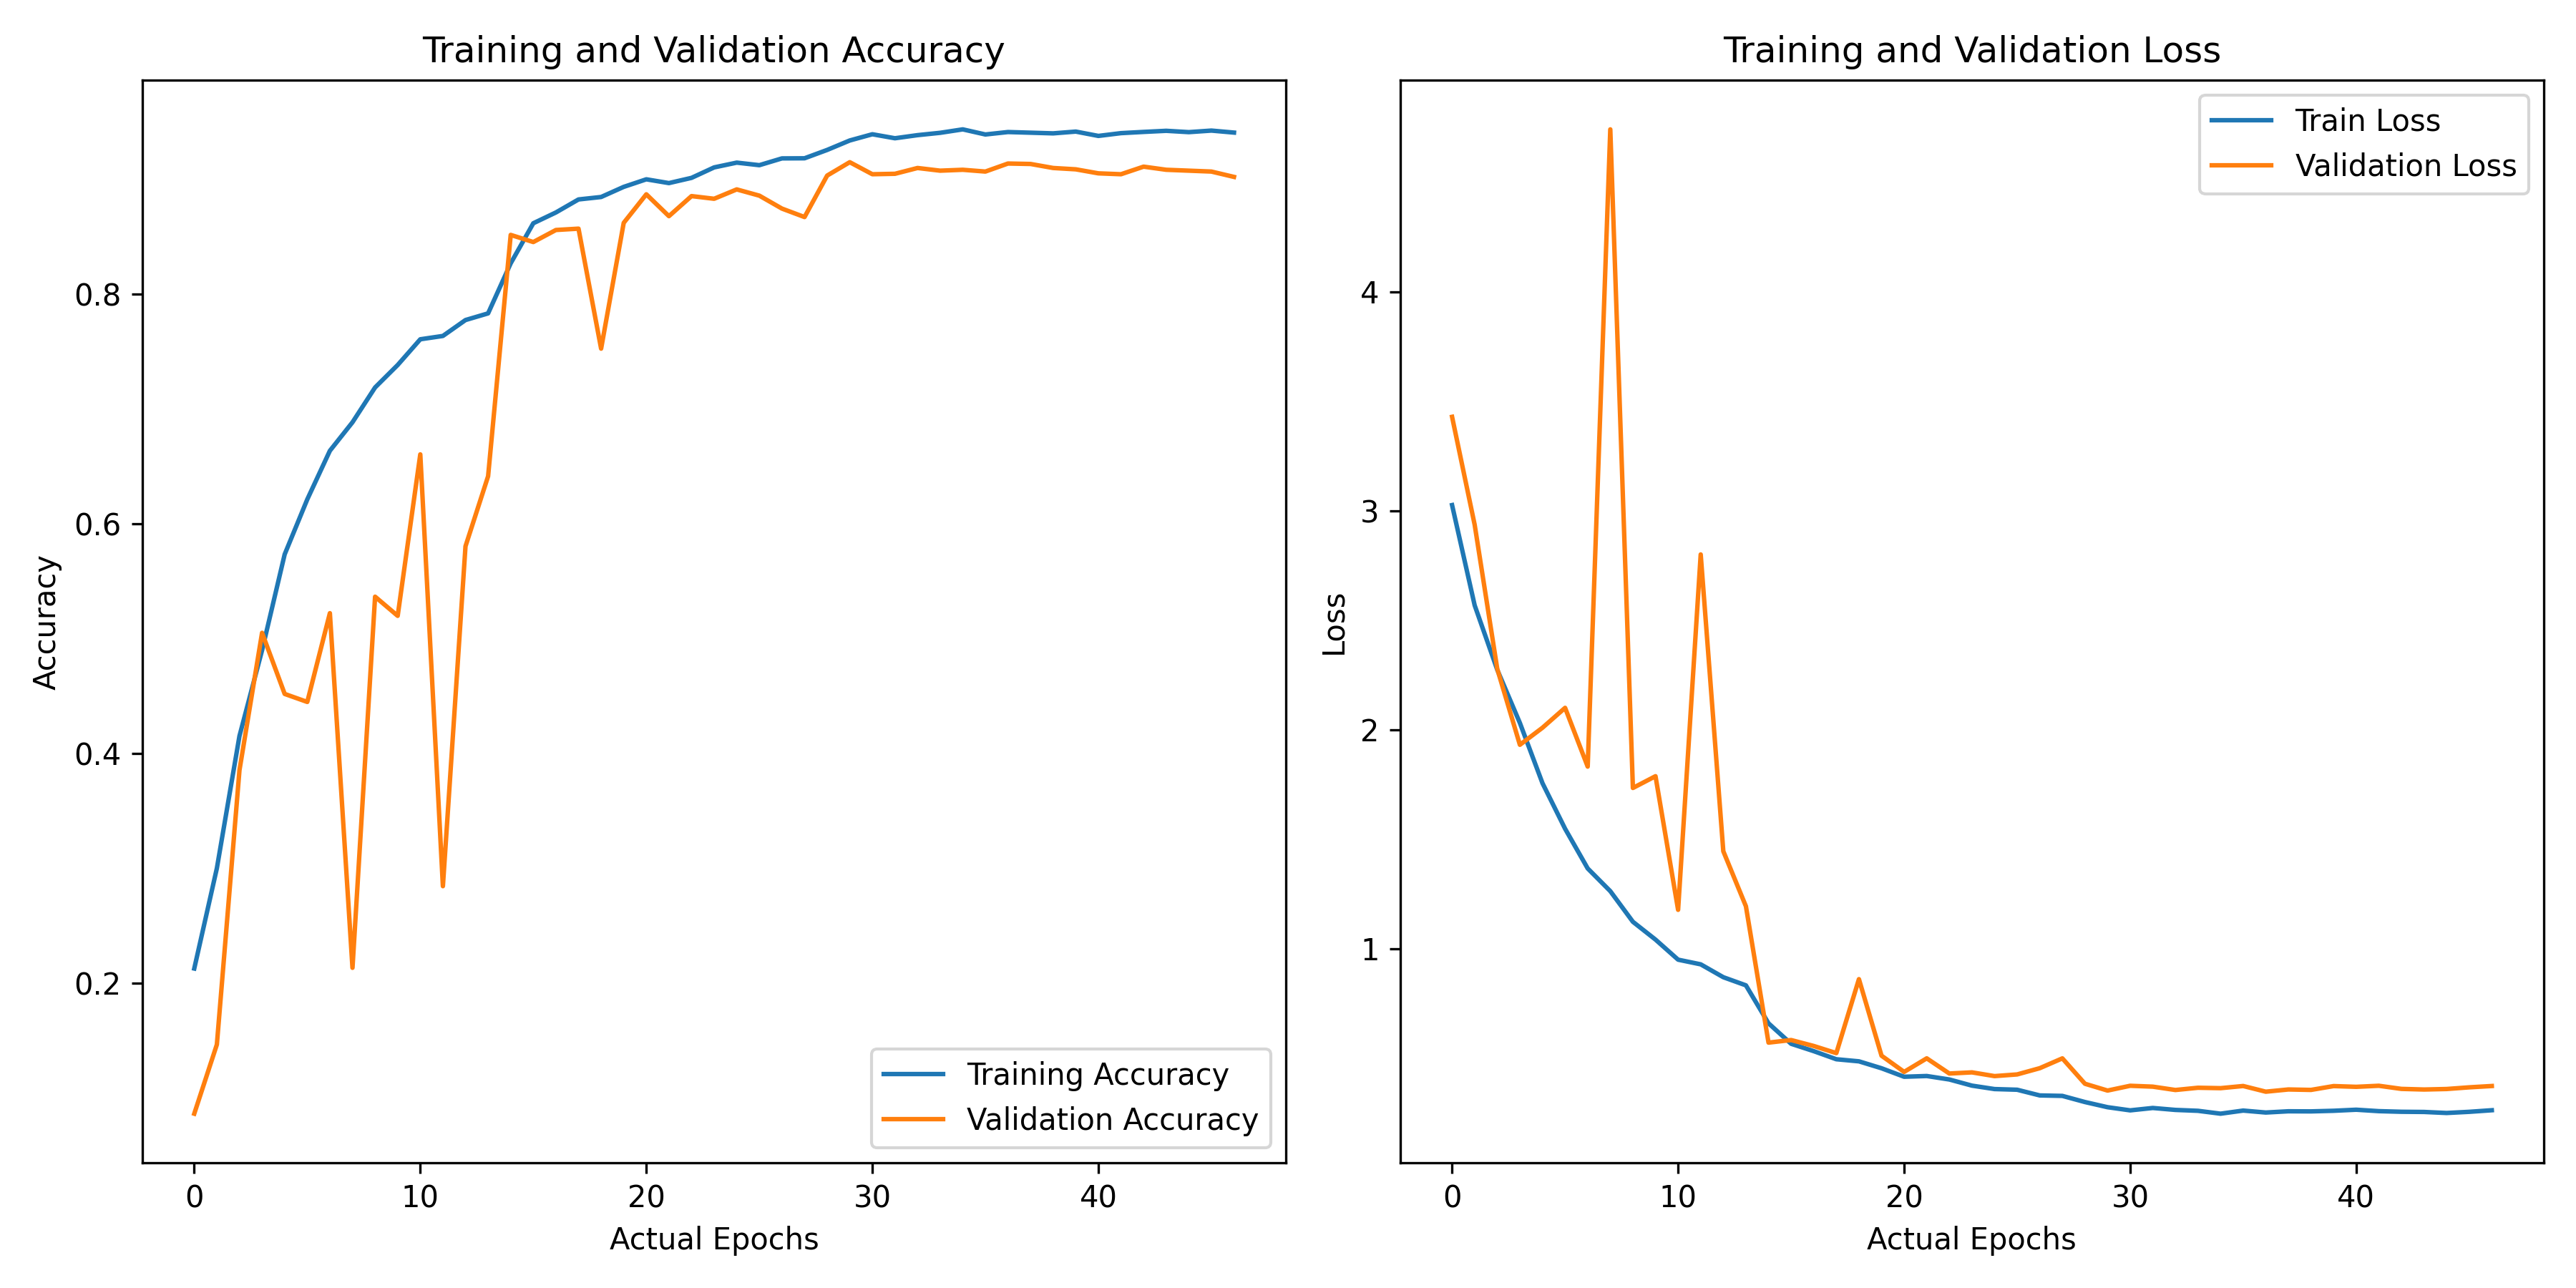 Training and Validation Accuracy
Accuracy
0.8
0.6
0.4
0.2
0 10 20 30 40
Actual Epochs
Training Accuracy
Validation Accuracy
Training and Validation Loss
Loss
4
3
2
1
0 10 20 30 40
Actual Epochs
Train Loss
Validation Loss